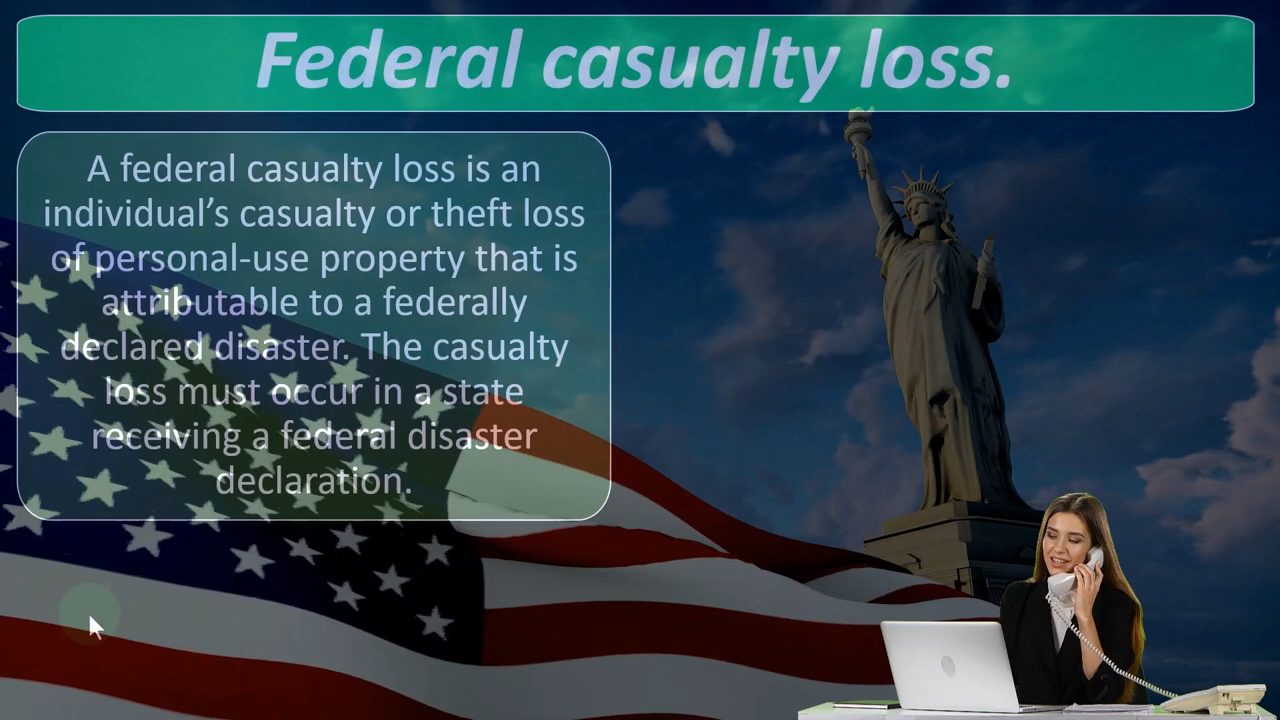 Federal casualty loss.
A federal casualty loss is an
individual’s casualty or theft loss
of personal-use property that is
attributable to a federally
declared disaster. The casualty
loss must occur in a state
receiving a federal disaster
declaration.